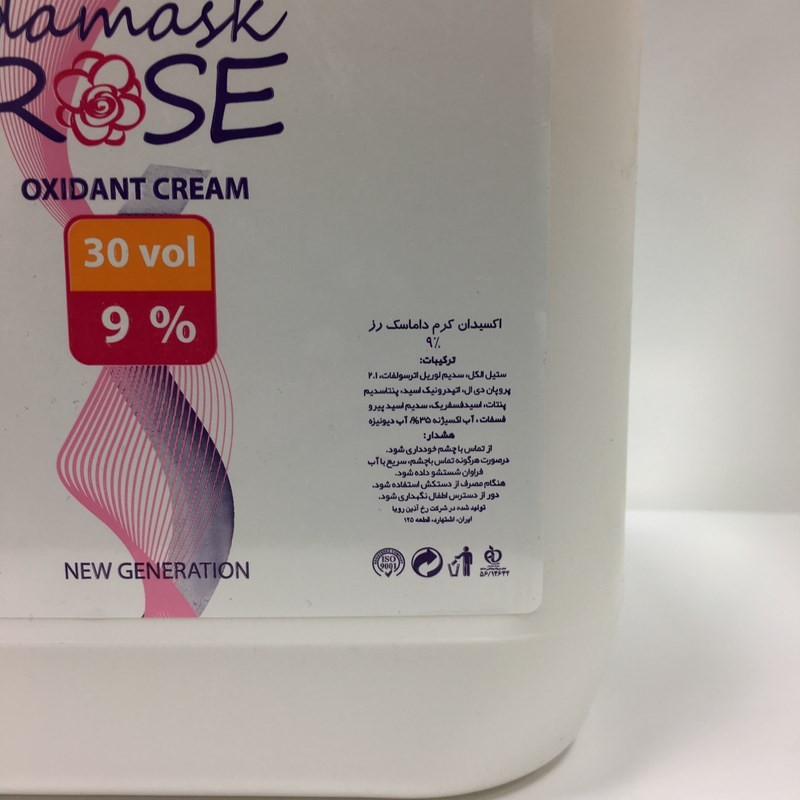 damask
ROSE
OXIDANT CREAM
30 vol
9 %
NEW GENERATION
اکسیدان کرم داماسک رز
۹٪
ترکیبات:
ستیل الکل، سدیم لوریل اترسولفات، ۲.۱
پروپان دی ال، اتیدرونیک اسید، پنتاسدیم
پنتات، اسیدفسفریک، سدیم اسید پیرو
فسفات ، آب اکسیژنه ۳۵%، آب دیونیزه
هشدار:
از تماس با چشم خودداری شود.
درصورت هرگونه تماس باچشم، سریع با آب
فراوان شستشو داده شود.
هنگام مصرف از دستکش استفاده شود.
دور از دسترس اطفال نگهداری شود.
تولید شده در شرکت رخ آذین رویا
ایران، اشتهارد، قطعه ۱۲۵
ISO
9001
۵۶/۱۴۶۴۲